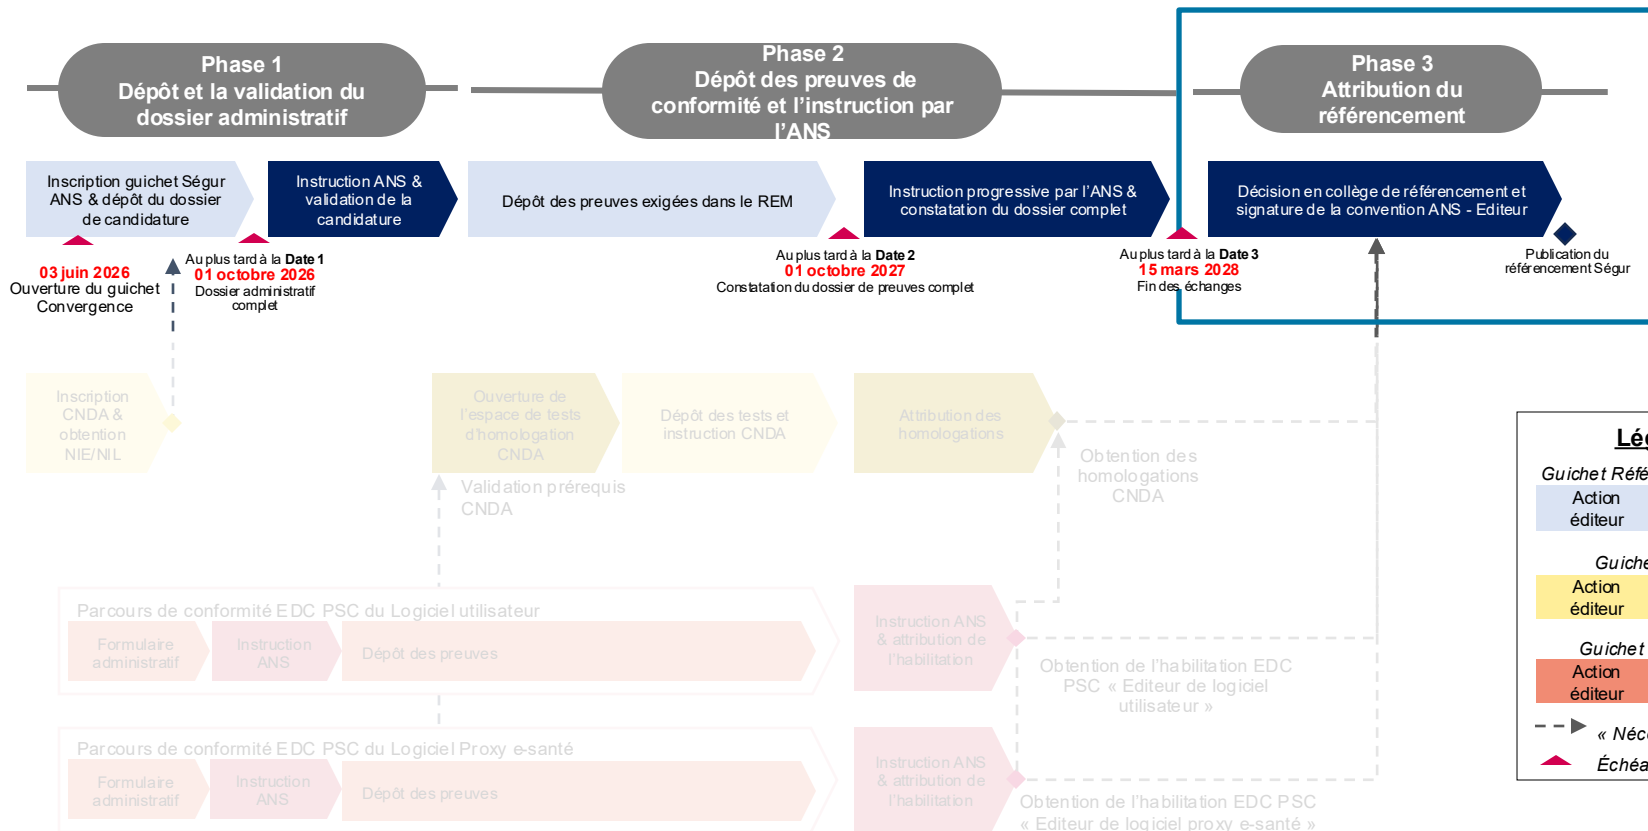 Phase 1
Dépôt et la validation du
dossier administratif
Phase 2
Dépôt des preuves de
conformité et l'instruction par
l'ANS
Phase 3
Attribution du
référencement
Inscription guichet Ségur
ANS & dépôt du dossier
de candidature
Instruction ANS &
validation de la
candidature
Dépôt des preuves exigées dans le REM
Instruction progressive par l'ANS &
constatation du dossier complet
Décision en collège de référencement et
signature de la convention ANS - Editeur
03 juin 2026
Ouverture du guichet
Convergence
Au plus tard à la Date 1
01 octobre 2026
Dossier administratif
complet
Au plus tard à la Date 2
01 octobre 2027
Constatation du dossier de preuves complet
Au plus tard à la Date 3
15 mars 2028
Fin des échanges
Publication du
référencement Ségur
Inscription
CNDA &
obtention
NIE/NIL
Ouverture de
l'espace de tests
d'homologation
CNDA
Dépôt des tests et
instruction CNDA
Attribution des
homologations
Validation prérequis
CNDA
Obtention des
homologations
CNDA
Parcours de conformité EDC PSC du Logiciel utilisateur
Formulaire
administratif
Instruction
ANS
Dépôt des preuves
Instruction ANS
& attribution de
l'habilitation
Obtention de l'habilitation EDC
PSC « Editeur de logiciel
utilisateur »
Parcours de conformité EDC PSC du Logiciel Proxy e-santé
Formulaire
administratif
Instruction
ANS
Dépôt des preuves
Instruction ANS
& attribution de
l'habilitation
Obtention de l'habilitation EDC PSC
« Editeur de logiciel proxy e-santé »
Lég
Guichet Réfé
Action
éditeur
Guiche
Action
éditeur
Guichet
Action
éditeur
« Néc
Échéa